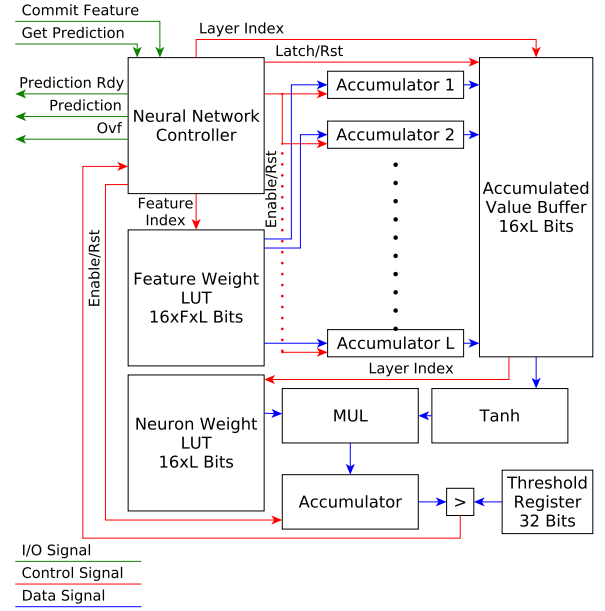 Commit Feature
Get Prediction
Layer Index
Latch/Rst
Prediction Rdy
Prediction
Ovf
Neural Network
Controller
Accumulator 1
Accumulator 2
Enable/Rst
Accumulated
Value Buffer
16xL Bits
Feature
Index
Enable/Rst
Feature Weight
LUT
16xFxL Bits
Accumulator L
Layer Index
Neuron Weight
LUT
16xL Bits
MUL
Tanh
Accumulator
>
Threshold
Register
32 Bits
I/O Signal
Control Signal
Data Signal